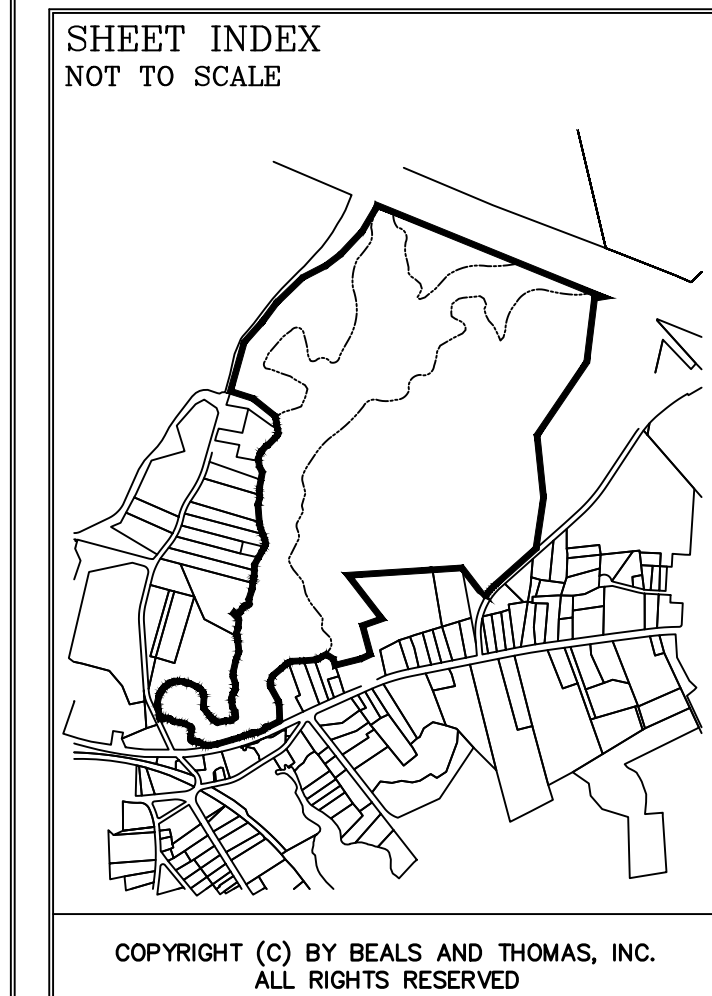 SHEET INDEX
NOT TO SCALE
COPYRIGHT (C) BY BEALS AND THOMAS, INC.
ALL RIGHTS RESERVED